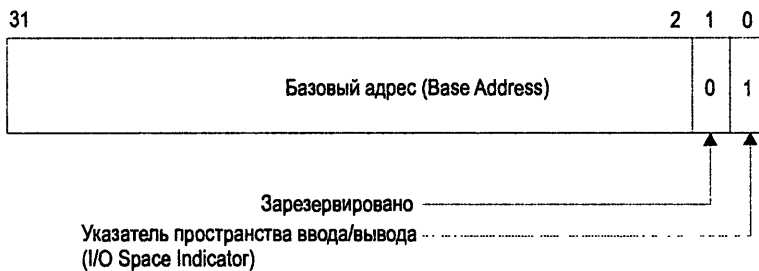 31 2 1 0
Базовый адрес (Base Address) 0 1
Зарезервировано
Указатель пространства ввода/вывода
(I/O Space Indicator)